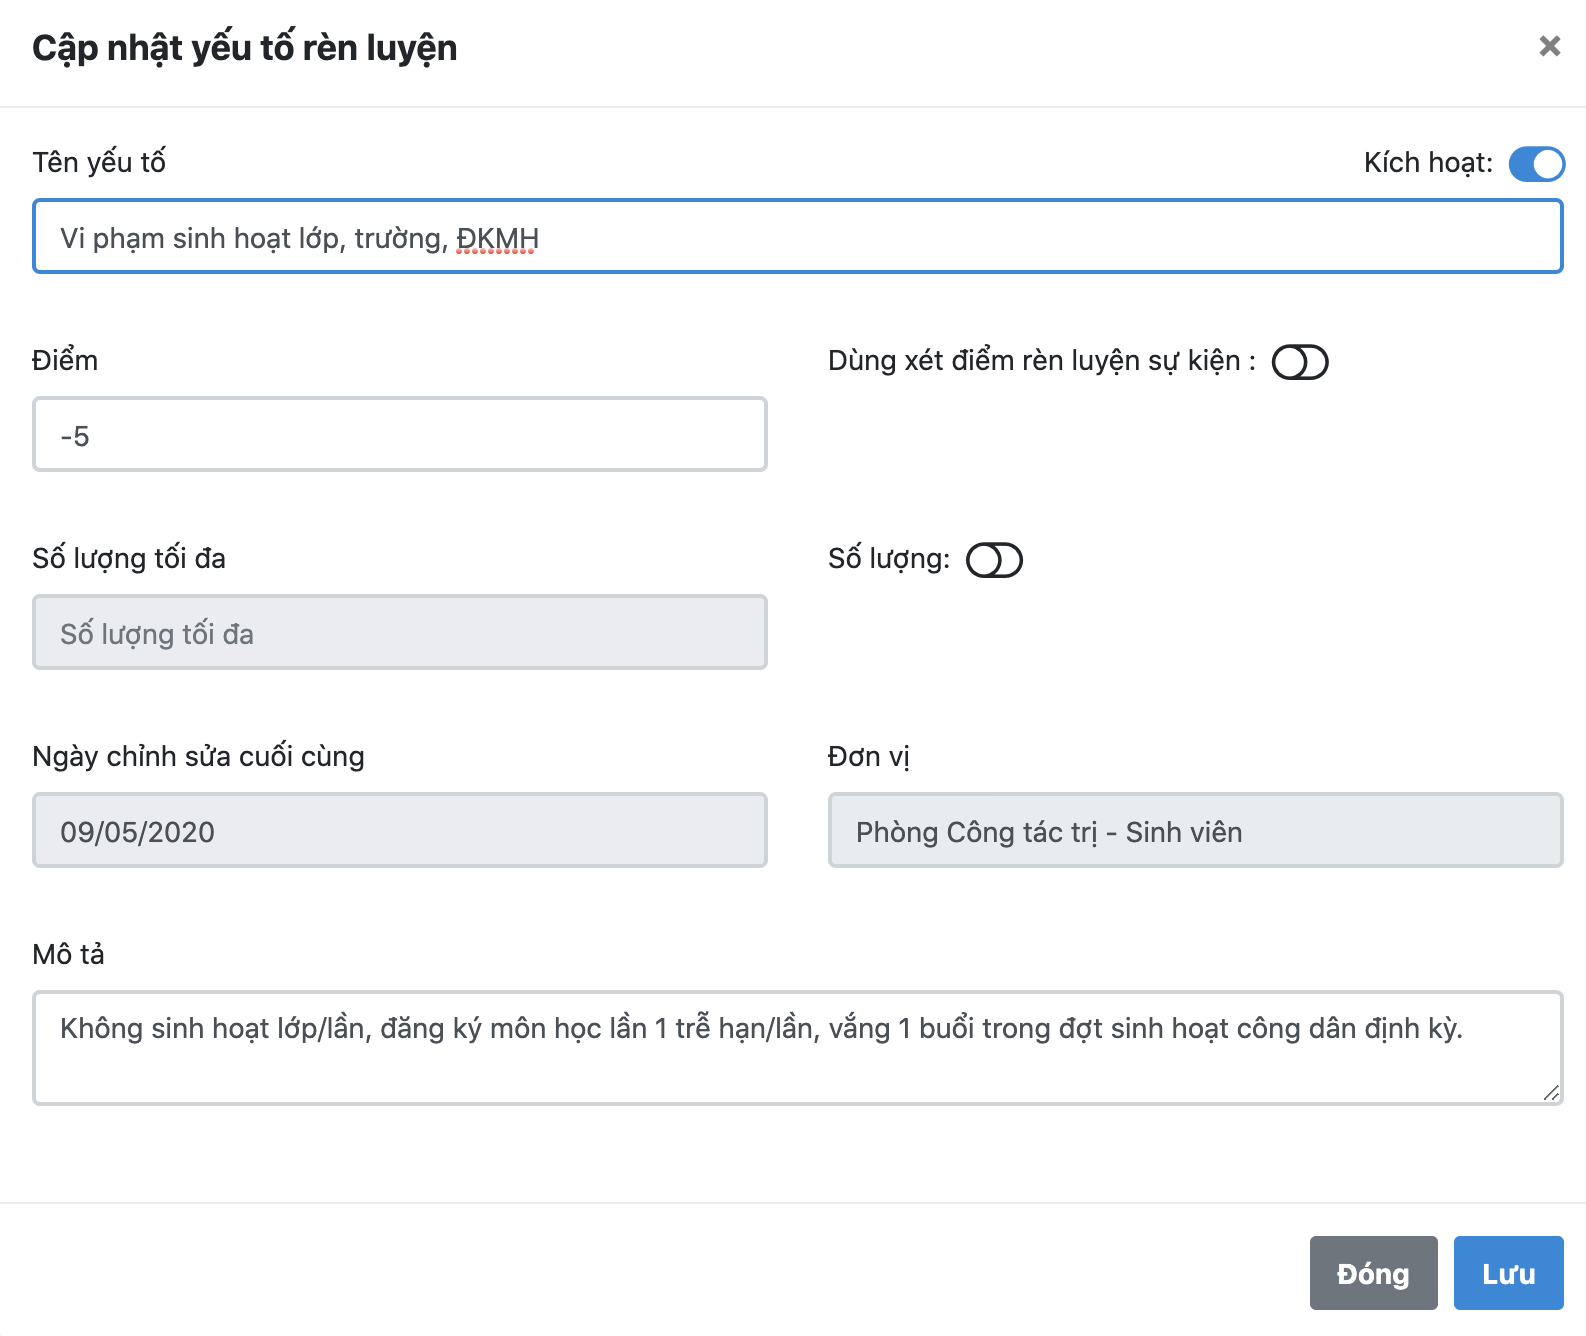 Cập nhật yếu tố rèn luyện
Tên yếu tố
Kích hoạt:
Vi phạm sinh hoạt lớp, trường, ĐKMH
Điểm
Dùng xét điểm rèn luyện sự kiện :
-5
Số lượng tối đa
Số lượng:
Số lượng tối đa
Ngày chỉnh sửa cuối cùng
Đơn vị
09/05/2020
Phòng Công tác trị - Sinh viên
Mô tả
Không sinh hoạt lớp/lần, đăng ký môn học lần 1 trễ hạn/lần, vắng 1 buổi trong đợt sinh hoạt công dân định kỳ.
Đóng
Lưu